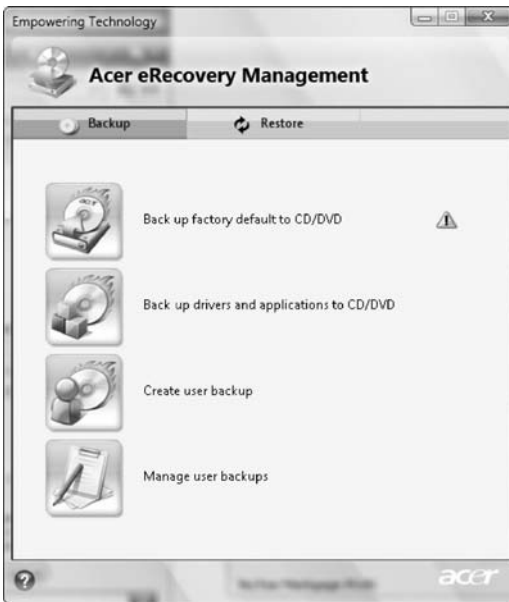 Empowering Technology
Acer eRecovery Management
Backup
Restore
Back up factory default to CD/DVD
Back up drivers and applications to CD/DVD
Create user backup
Manage user backups
acer